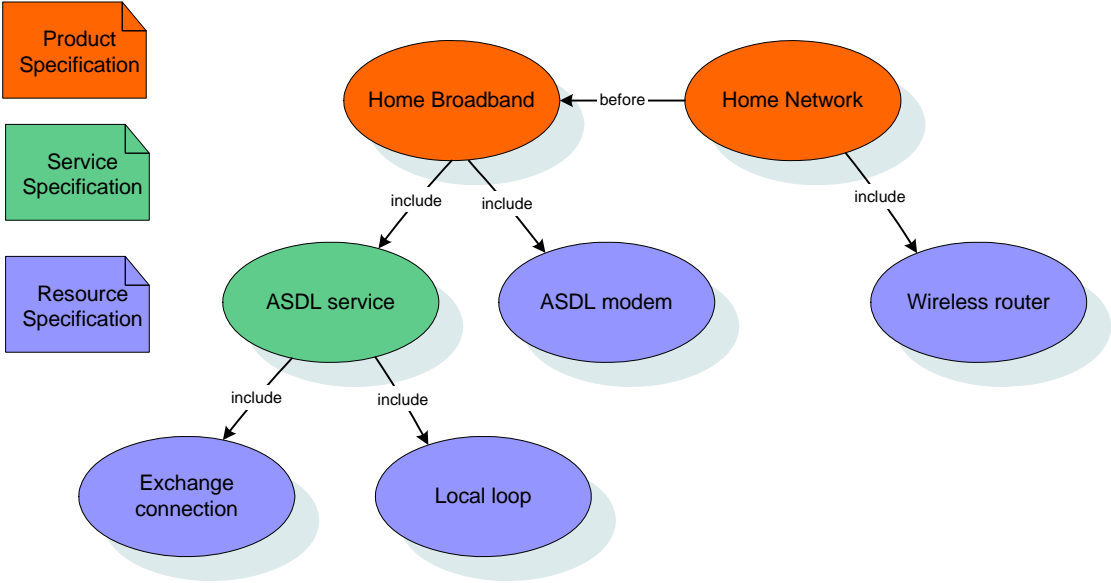 Product
Specification
Home Broadband
before
Home Network
Service
Specification
include
include
include
Resource
Specification
ASDL service
ASDL modem
Wireless router
include
include
Exchange
connection
Local loop